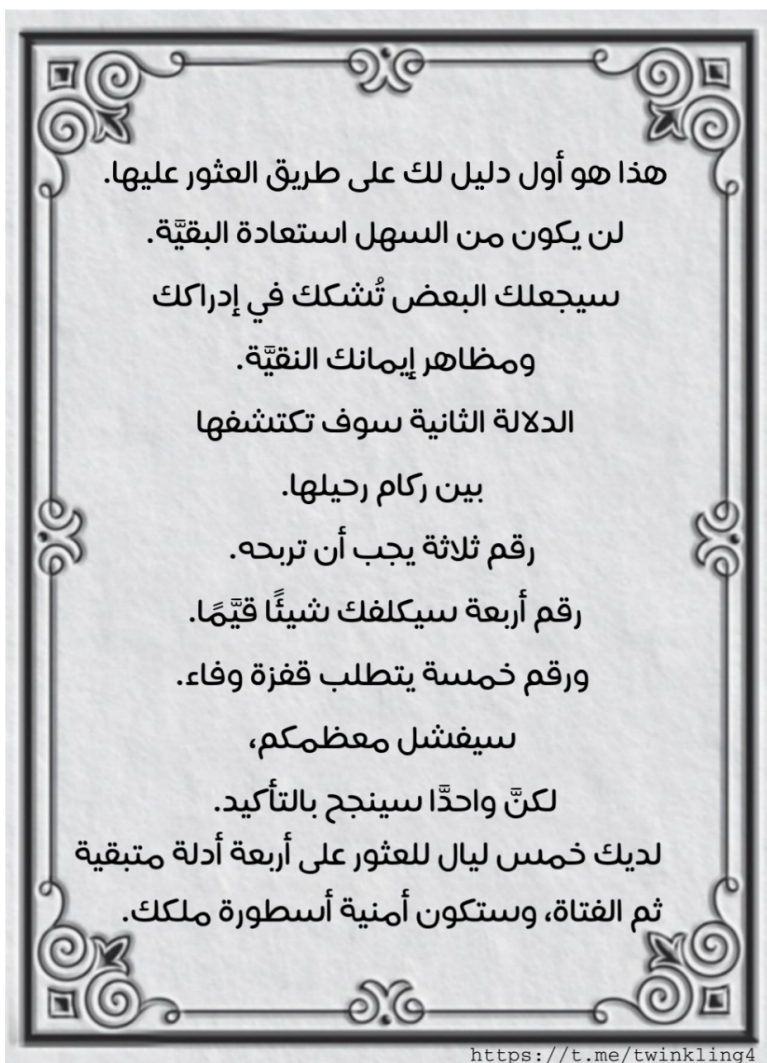 هذا هو أول دليل لك على طريق العثور عليها.
لن يكون من السهل استعادة البقيَّة.
سيجعلك البعض تُشكك في إدراكك
ومظاهر إيمانك النقيَّة.
الدلالة الثانية سوف تكتشفها
بين ركام رحيلها.
رقم ثلاثة يجب أن تربحه.
رقم أربعة سيكلفك شيئًا قيَّمًا.
ورقم خمسة يتطلب قفزة وفاء.
سيفشل معظمكم،
لكنَّ واحدًّا سينجح بالتأكيد.
لديك خمس ليال للعثور على أربعة أدلة متبقية
ثم الفتاة، وستكون أمنية أسطورة ملكك.
https://t.me/twinkling4